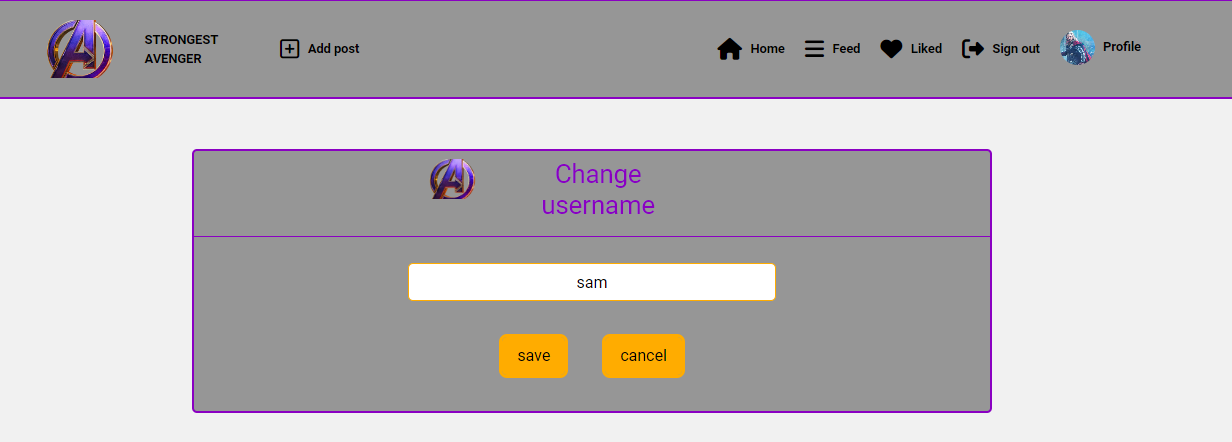 STRONGEST
AVENGER
Add post
Home
Feed
Liked
Sign out
Profile
Change
username
sam
save
cancel